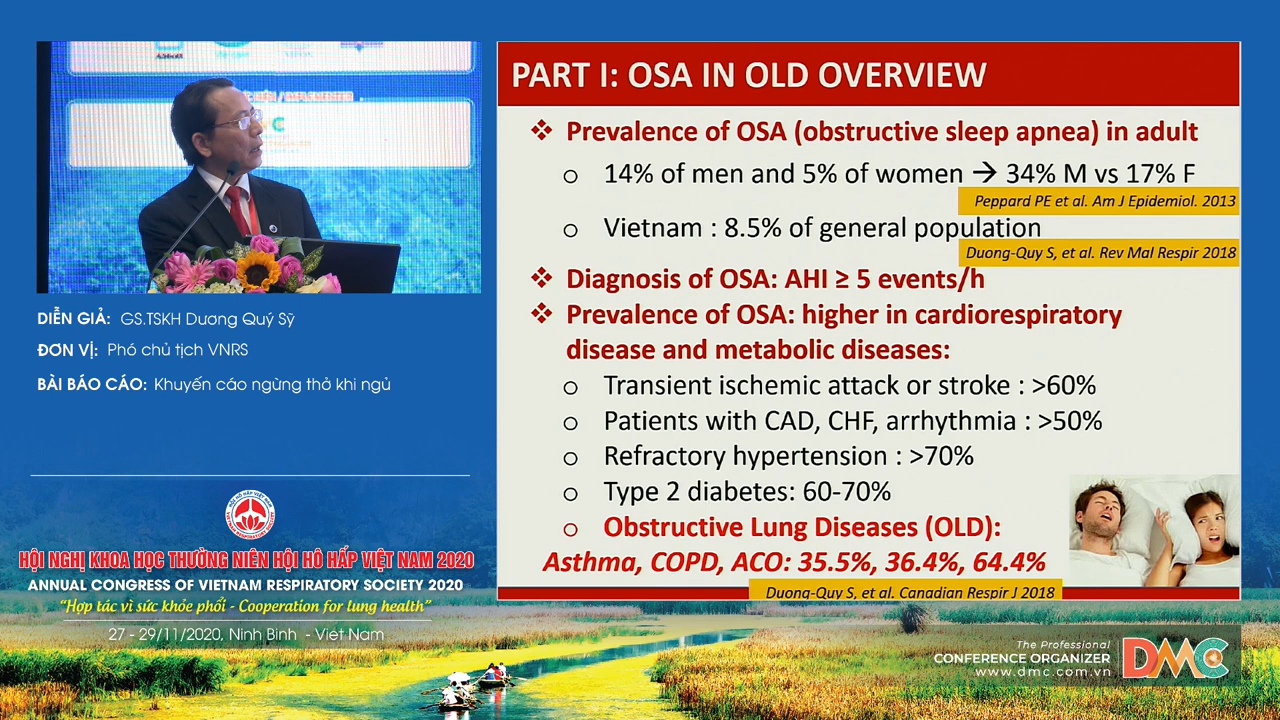 PART I: OSA IN OLD OVERVIEW
❖ Prevalence of OSA (obstructive sleep apnea) in adult
o 14% of men and 5% of women → 34% M vs 17% F
Peppard PE et al. Am J Epidemiol. 2013
o Vietnam : 8.5% of general population
Duong-Quy S, et al. Rev Mal Respir 2018
❖ Diagnosis of OSA: AHI ≥ 5 events/h
❖ Prevalence of OSA: higher in cardiorespiratory
disease and metabolic diseases:
o Transient ischemic attack or stroke : >60%
o Patients with CAD, CHF, arrhythmia : >50%
o Refractory hypertension : >70%
o Type 2 diabetes: 60-70%
o Obstructive Lung Diseases (OLD):
Asthma, COPD, ACO: 35.5%, 36.4%, 64.4%
Duong-Quy S, et al. Canadian Respir J 2018
DIỄN GIẢ: GS.TSKH Dương Quý Sỹ
ĐƠN VỊ: Phó chủ tịch VNRS
BÀI BÁO CÁO: Khuyến cáo ngừng thở khi ngủ
HỘI HÔ HẤP VIỆT NAM
HỘI NGHỊ KHOA HỌC THƯỜNG NIÊN HỘI HÔ HẤP VIỆT NAM 2020
ANNUAL CONGRESS OF VIETNAM RESPIRATORY SOCIETY 2020
“Hợp tác vì sức khỏe phổi - Cooperation for lung health”
27 - 29/11/2020, Ninh Bình - Việt Nam
The Professional
CONFERENCE ORGANIZER
www.dmc.com.vn
DMC